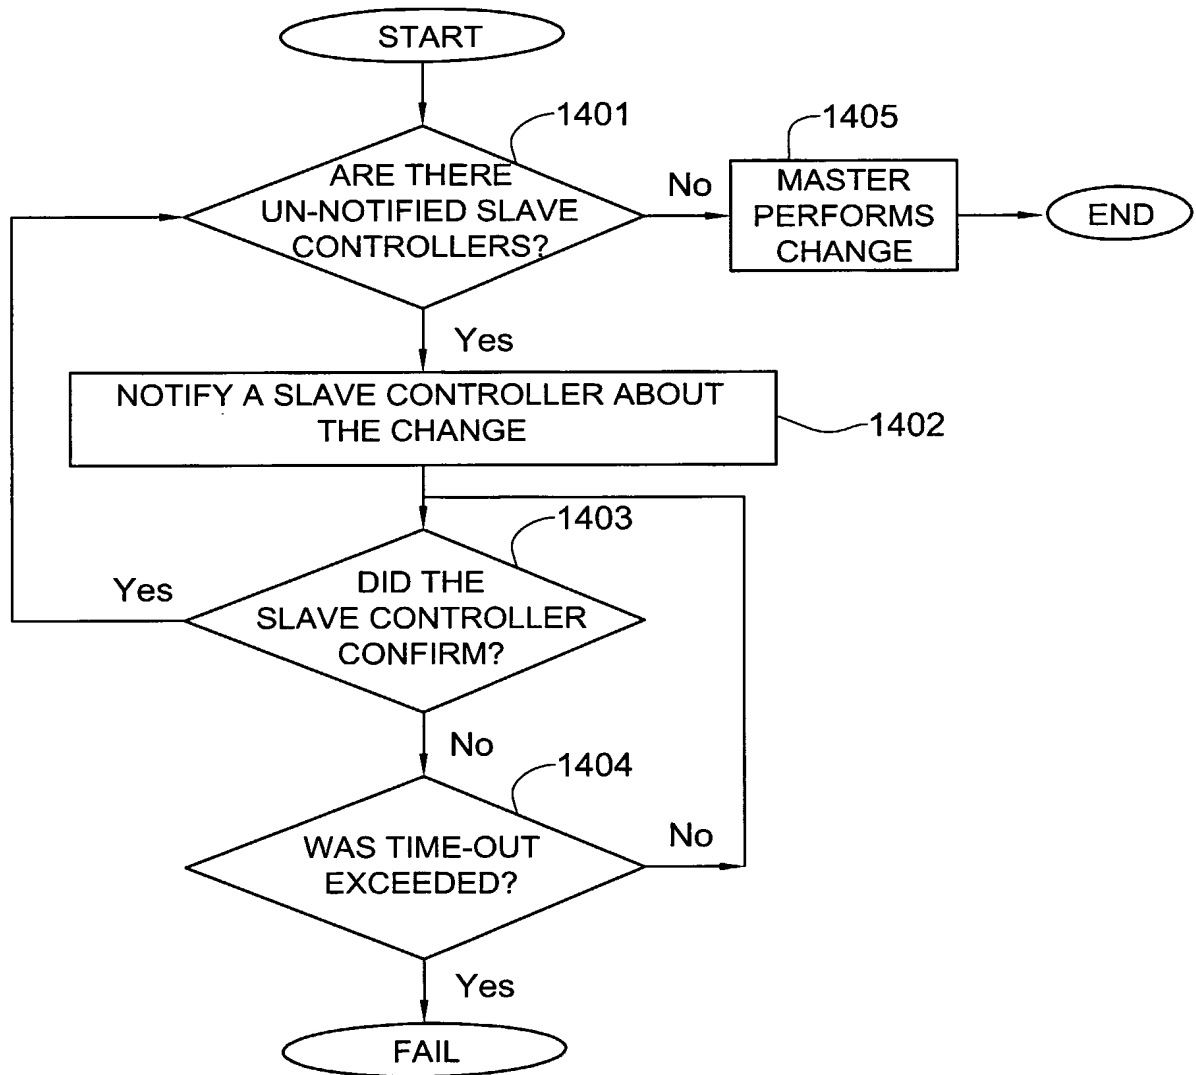 START
1401
ARE THERE
UN-NOTIFIED SLAVE
CONTROLLERS?
No
1405
MASTER
PERFORMS
CHANGE
END
Yes
NOTIFY A SLAVE CONTROLLER ABOUT
THE CHANGE
1402
1403
DID THE
SLAVE CONTROLLER
CONFIRM?
Yes
No
1404
WAS TIME-OUT
EXCEEDED?
No
Yes
FAIL